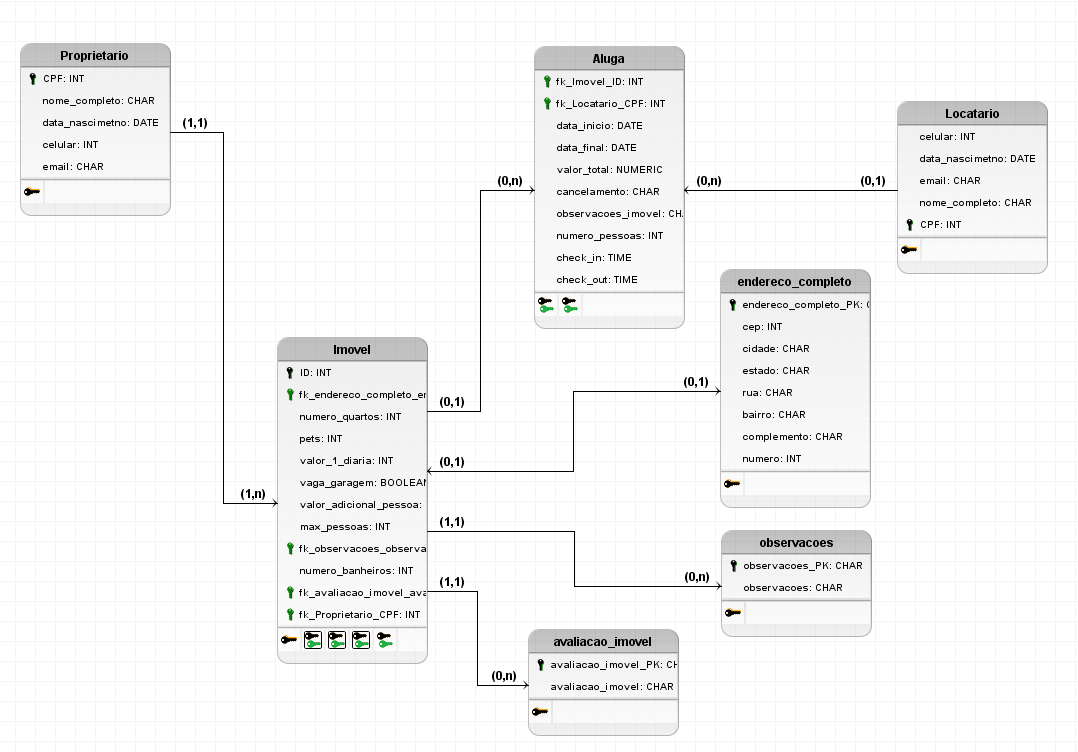 Proprietario
CPF: INT
nome_completo: CHAR
data_nascimetno: DATE
celular: INT
email: CHAR
(1,1)
(1,n)
Aluga
fk_Imovel_ID: INT
fk_Locatario_CPF: INT
data_inicio: DATE
data_final: DATE
valor_total: NUMERIC
cancelamento: CHAR
observacoes_imovel: CH
numero_pessoas: INT
check_in: TIME
check_out: TIME
(0,n)
(0,n)
(0,1)
Locatario
celular: INT
data_nascimetno: DATE
email: CHAR
nome_completo: CHAR
CPF: INT
endereco_completo
endereco_completo_PK: (
cep: INT
cidade: CHAR
estado: CHAR
rua: CHAR
bairro: CHAR
complemento: CHAR
numero: INT
(0,1)
Imovel
ID: INT
fk_endereco_completo_e
numero_quartos: INT
pets: INT
valor_1_diaria: INT
vaga_garagem: BOOLEAN
valor_adicional_pessoa:
max_pessoas: INT
fk_observacoes_observa
numero_banheiros: INT
fk_avaliacao_imovel_ava
fk_Proprietario_CPF: INT
(0,1)
(0,1)
(1,1)
(1,1)
(0,n)
observacoes
observacoes_PK: CHAR
observacoes: CHAR
(0,n)
avaliacao_imovel
avaliacao_imovel_PK: CH
avaliacao_imovel: CHAR